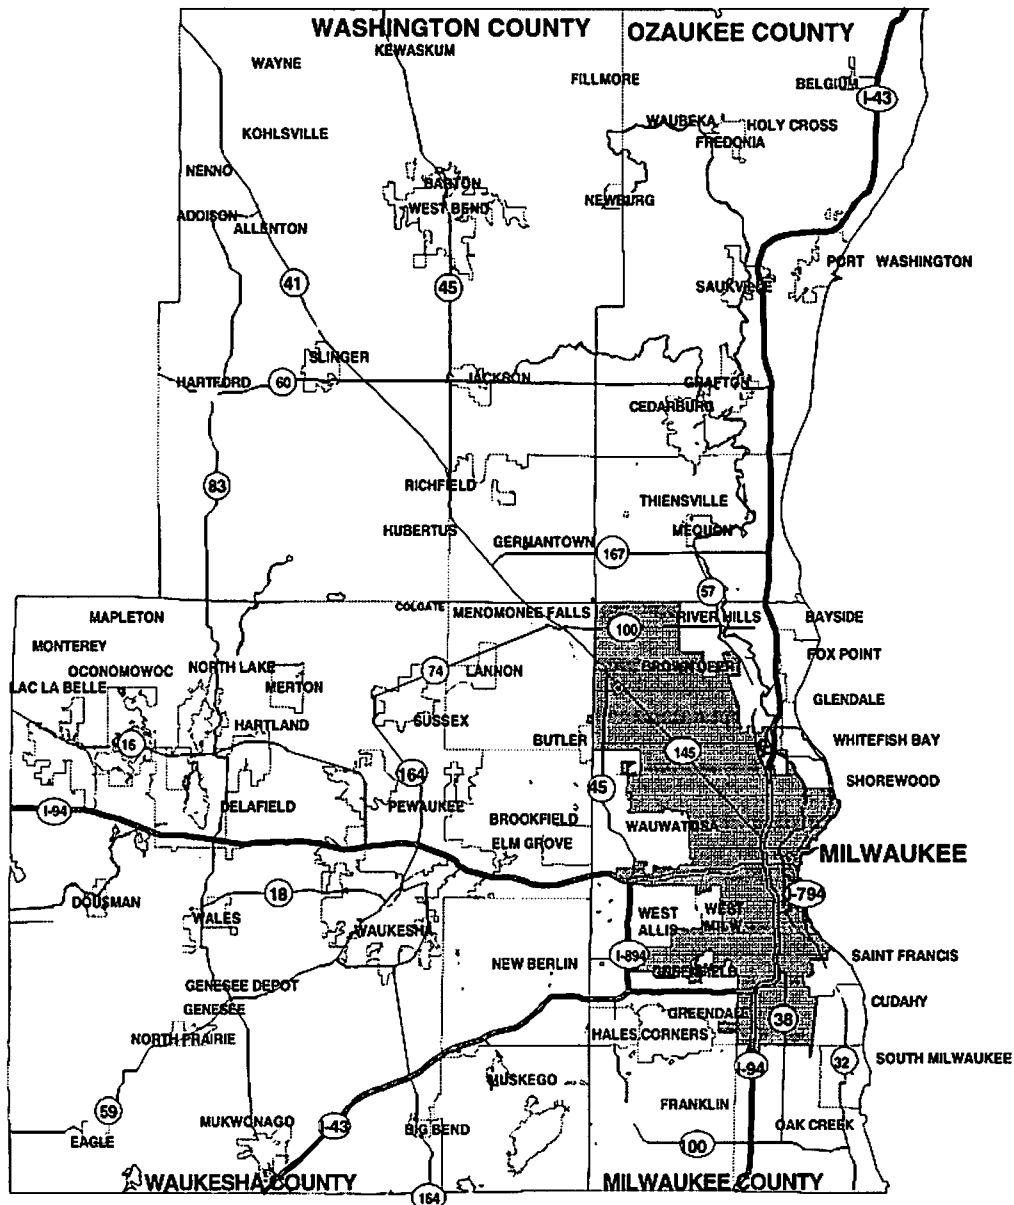 WASHINGTON COUNTY
OZAUKEE COUNTY
KEWASKUM
WAYNE
FILLMORE
BELGIUM
I-43
KOHLSVILLE
WAUBEKA
HOLY CROSS
FREDONIA
NENNO
BARTON
NEWBURG
WEST BEND
ADDISON
ALLENTON
PORT WASHINGTON
41
45
SAUKVILLE
SLINGER
HARTFORD
60
JACKSON
GRAFTON
CEDARBURG
83
RICHFIELD
THIENSVILLE
HUBERTUS
MEQUON
GERMANTOWN
167
57
COLGATE
MENOMONEE FALLS
MAPLETON
RIVER HILLS
BAYSIDE
100
MONTEREY
FOX POINT
OCONOMOWOC
NORTH LAKE
74
LANNON
BROWN DEER
LAC LA BELLE
MERTON
GLENDALE
HARTLAND
SUSSEX
16
BUTLER
145
WHITEFISH BAY
164
45
SHOREWOOD
I-94
DELAFIELD
PEWAUKEE
BROOKFIELD
WAUWATOSA
ELM GROVE
MILWAUKEE
DOUSMAN
18
I-794
WALES
WEST
ALLIS
WEST
MILW.
WAUKESHA
NEW BERLIN
I-894
SAINT FRANCIS
GREENFIELD
GENESEE DEPOT
CUDAHY
GENESEE
GREENDALE
38
NORTH PRAIRIE
HALES CORNERS
SOUTH MILWAUKEE
I-94
32
MUSKEGO
59
FRANKLIN
MUKWONAGO
I-43
BIG BEND
OAK CREEK
EAGLE
100
WAUKESHA COUNTY
MILWAUKEE COUNTY
164